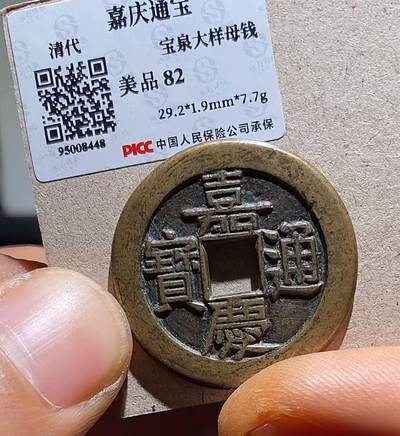 嘉庆通宝
清代
宝泉大样母钱
美品 82
29.2*1.9mm*7.7g
95008448
PICC 中国人民保险公司承保
嘉慶通寶